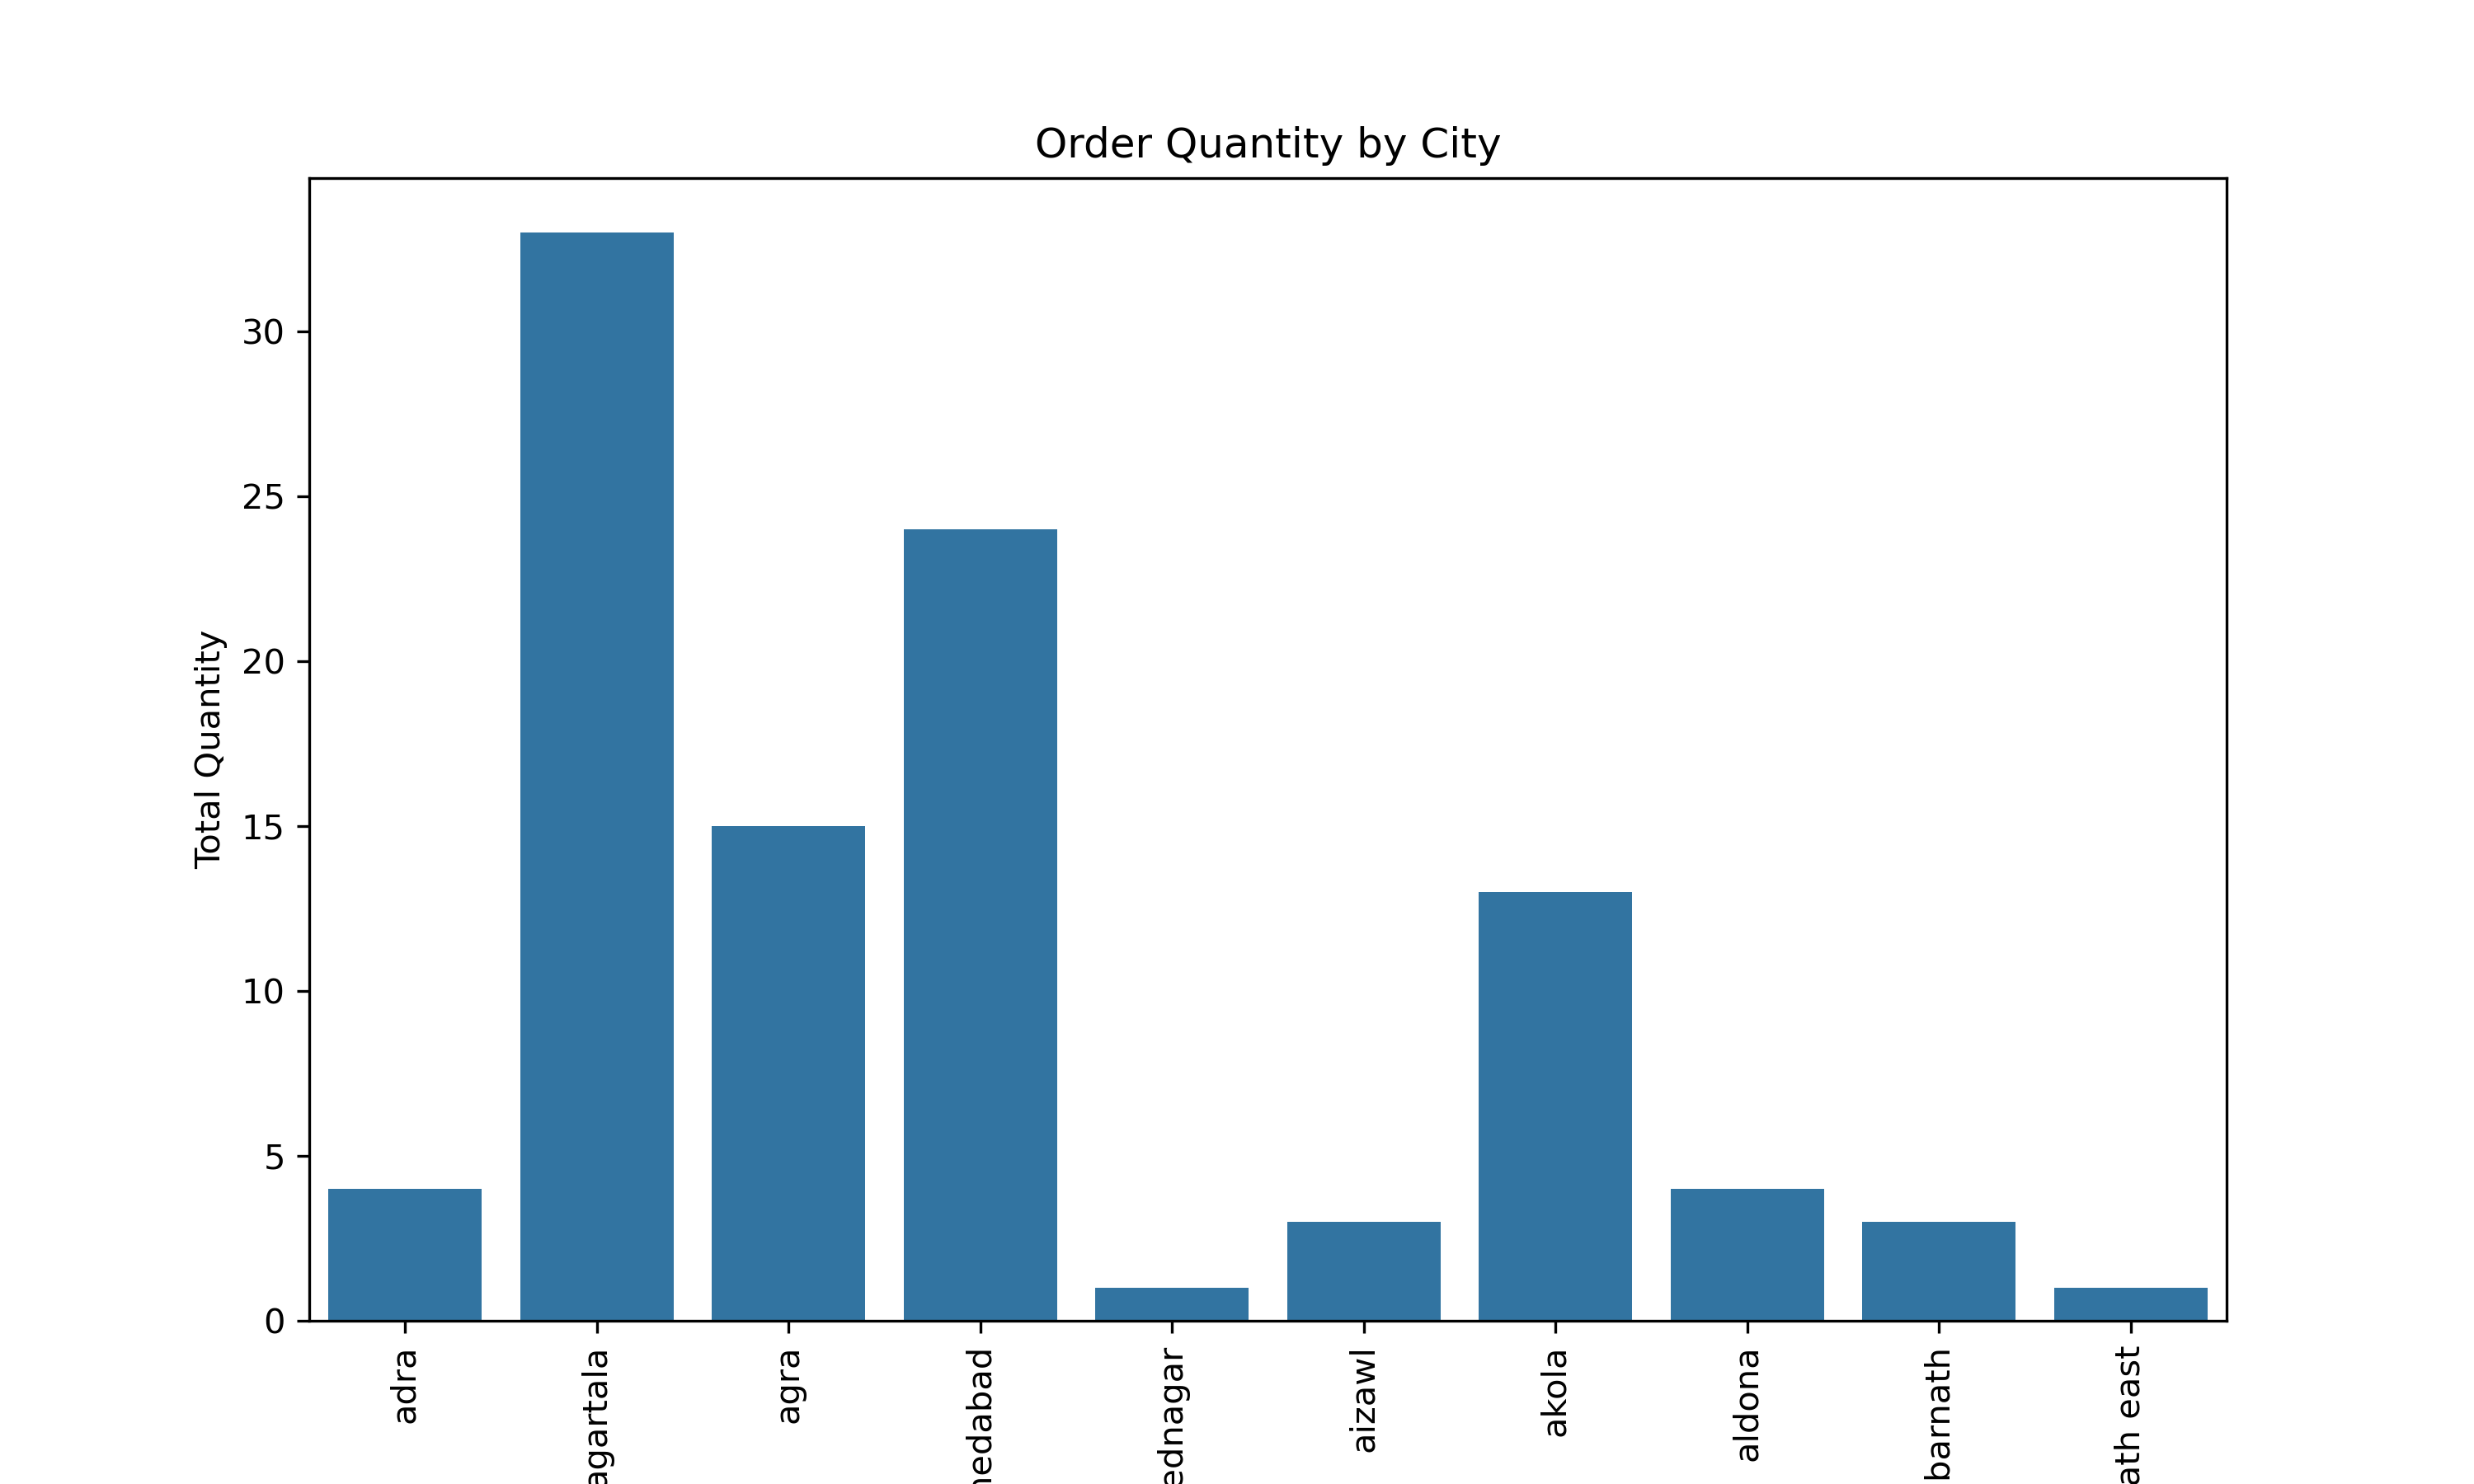 Order Quantity by City
Total Quantity
30
25
20
15
10
5
0
adra
agartala
agra
nedabad
ednagar
aizawl
akola
aldona
barnath
ath east